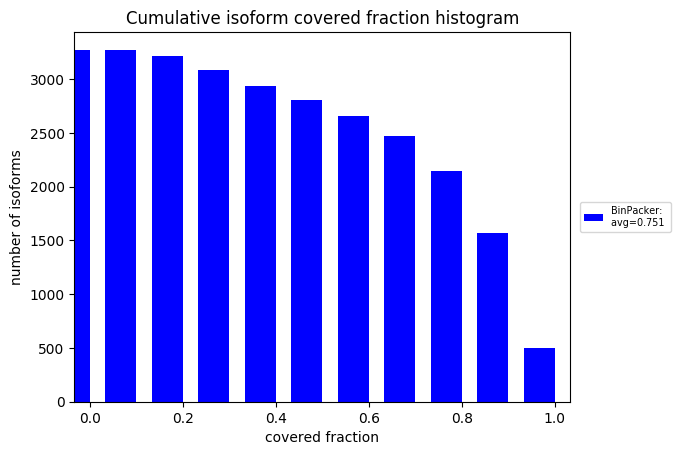 Cumulative isoform covered fraction histogram
number of isoforms
3000
2500
2000
1500
1000
500
0
0.0 0.2 0.4 0.6 0.8 1.0
covered fraction
BinPacker:
avg=0.751